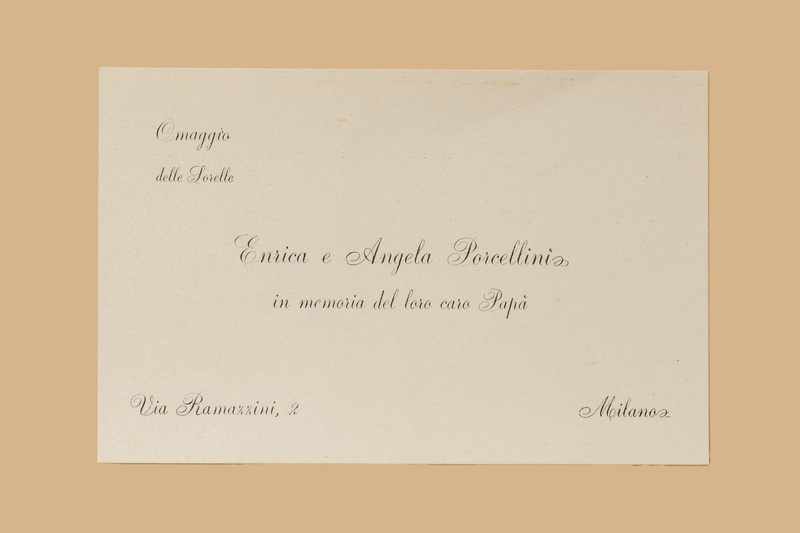 Omaggio
delle Sorelle
Enrica e Angela Porcellini
in memoria del loro caro Papà
Via Ramazzini, 2
Milano